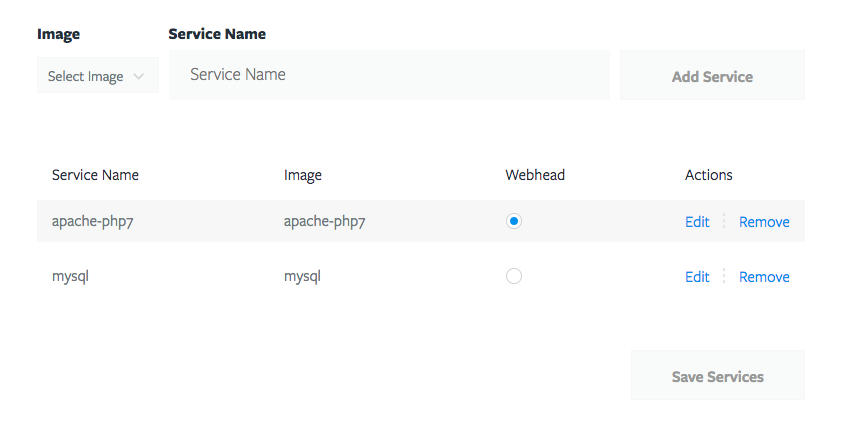 Image Service Name
Select Image Service Name Add Service
Service Name Image Webhead Actions
apache-php7 apache-php7 Edit Remove
mysql mysql Edit Remove
Save Services